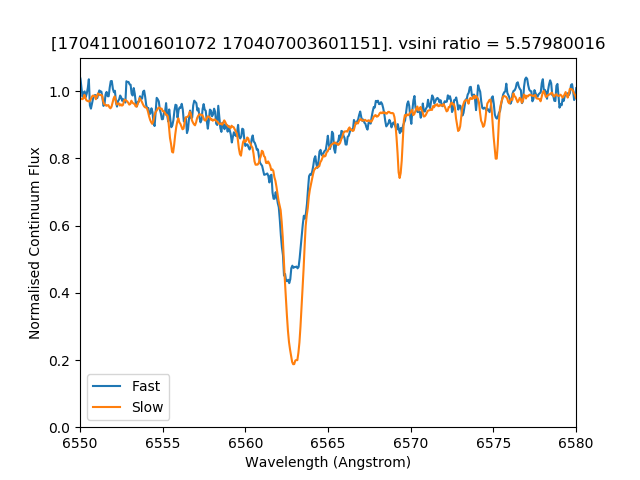 [170411001601072 170407003601151]. vsini ratio = 5.57980016
Normalised Continuum Flux
1.0
0.8
0.6
0.4
0.2
0.0
Fast
Slow
6550 6555 6560 6565 6570 6575 6580
Wavelength (Angstrom)